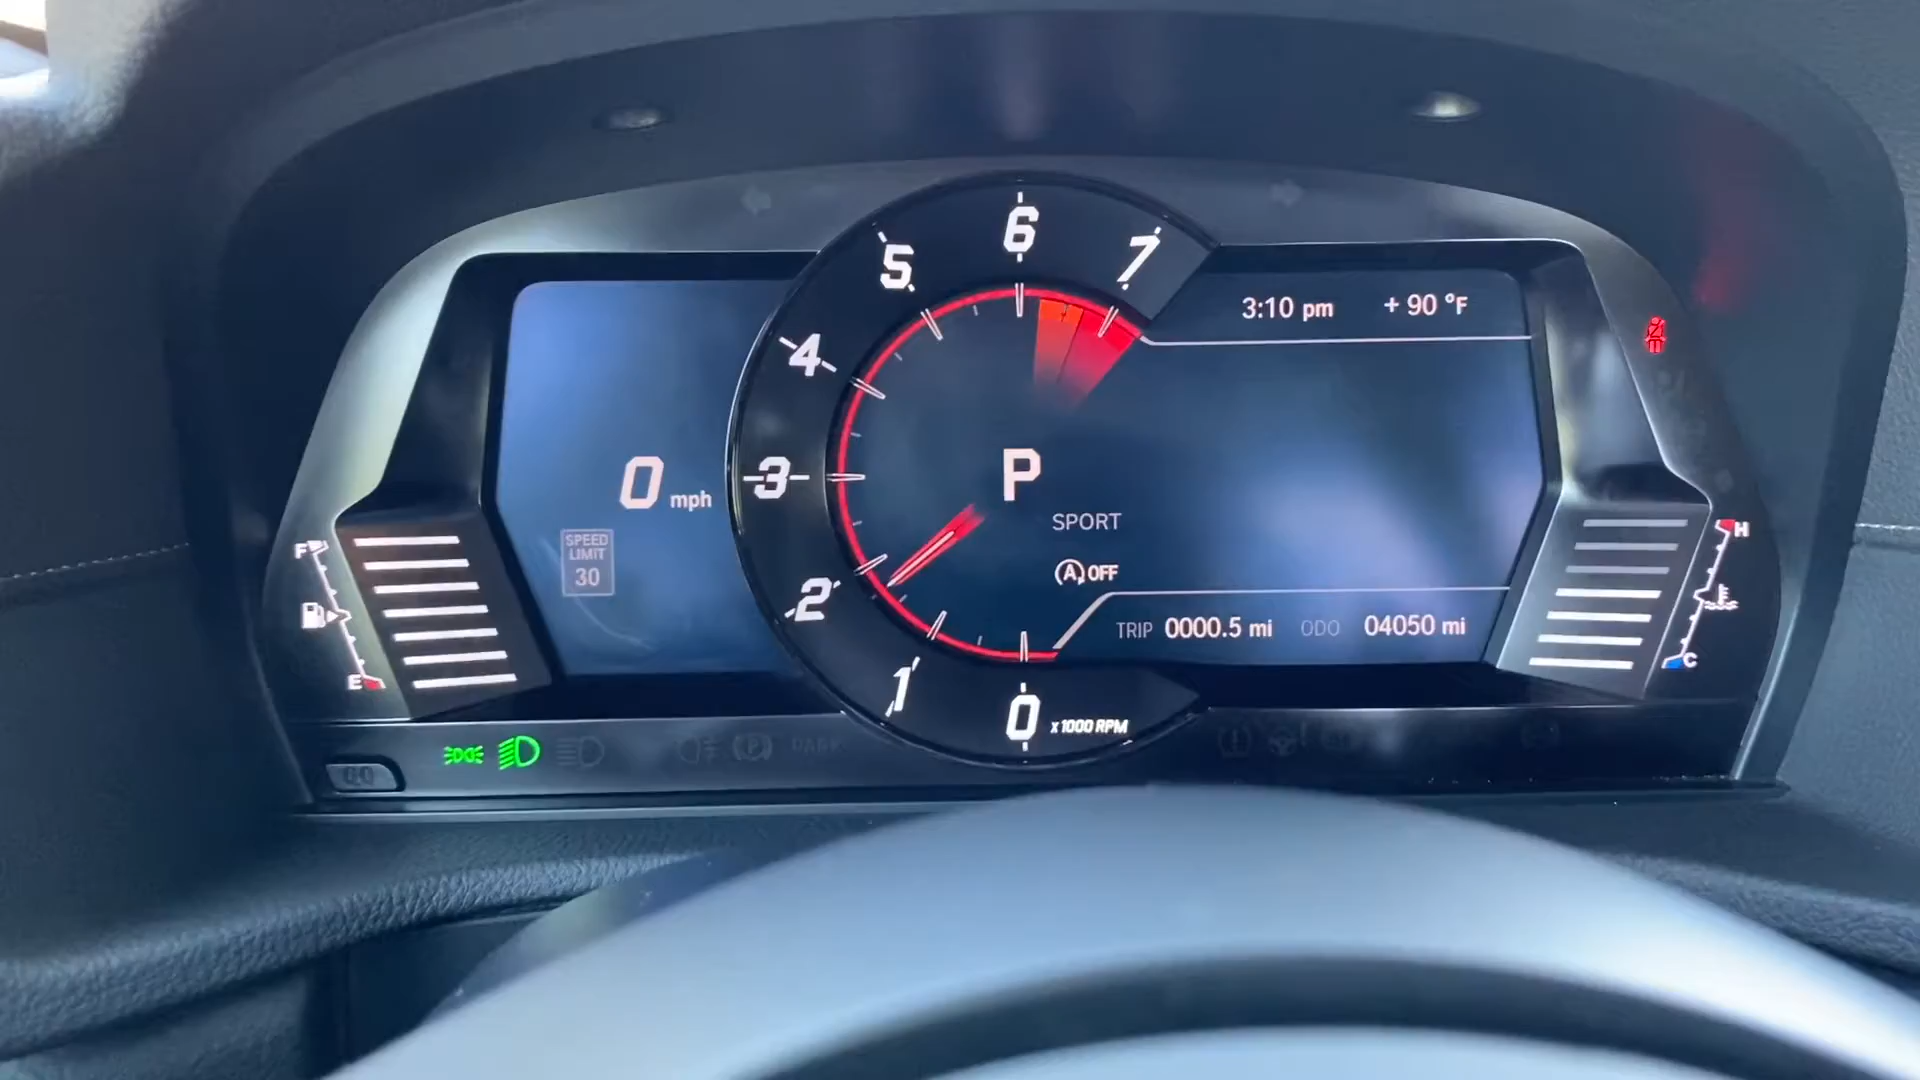 6
5
7
3:10 pm + 90 °F
4
P
3
0 mph
SPORT
H
F
SPEED
LIMIT
30
A OFF
2
TRIP 0000.5 mi ODO 04050 mi
C
E
1
0 x1000 RPM
P